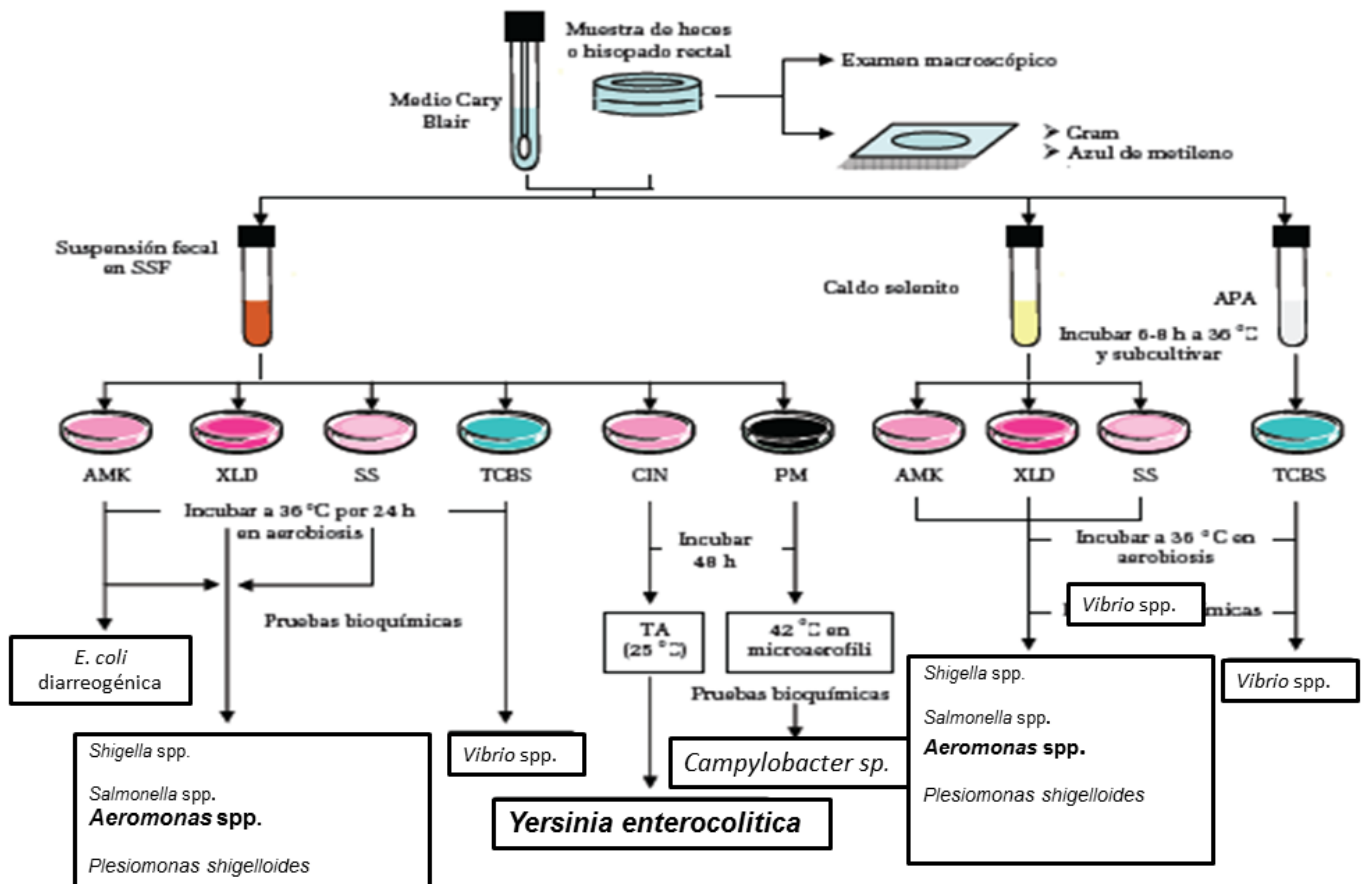 Muestra de heces
o hisopado rectal
Medio Cary
Blair
Examen macroscópico
➢ Gram
➢ Azul de metileno
Suspensión fecal
en SSF
Caldo selenito
APA
Incubar 6-8 h a 36 °C
y subcultivar
AMK
XLD
SS
TCBS
CIN
PM
AMK
XLD
SS
TCBS
Incubar a 36 °C por 24 h
en aerobiosis
Incubar
48 h
Incubar a 36 °C en
aerobiosis
Pruebas bioquímicas
TA
(25 °C)
42 °C en
microaerofili
Pruebas bioquímicas
Vibrio spp.
micas
E. coli
diarreogénica
Shigella spp.
Salmonella spp.
Aeromonas spp.
Plesiomonas shigelloides
Vibrio spp.
Yersinia enterocolitica
Campylobacter sp.
Shigella spp.
Salmonella spp.
Aeromonas spp.
Plesiomonas shigelloides
Vibrio spp.